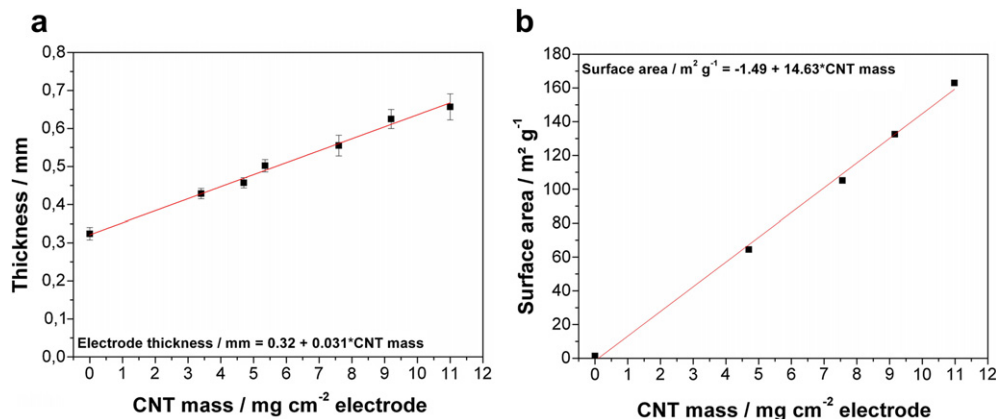 a
0,8
0,7
0,6
0,5
0,4
0,3
0,2
0,1
0,0
Thickness / mm
Electrode thickness / mm = 0.32 + 0.031*CNT mass
0 1 2 3 4 5 6 7 8 9 10 11 12
CNT mass / mg cm⁻² electrode
b
Surface area / m² g⁻¹ = -1.49 + 14.63*CNT mass
160
140
120
100
80
60
40
20
0
Surface area / m² g⁻¹
0 1 2 3 4 5 6 7 8 9 10 11 12
CNT mass / mg cm⁻² electrode